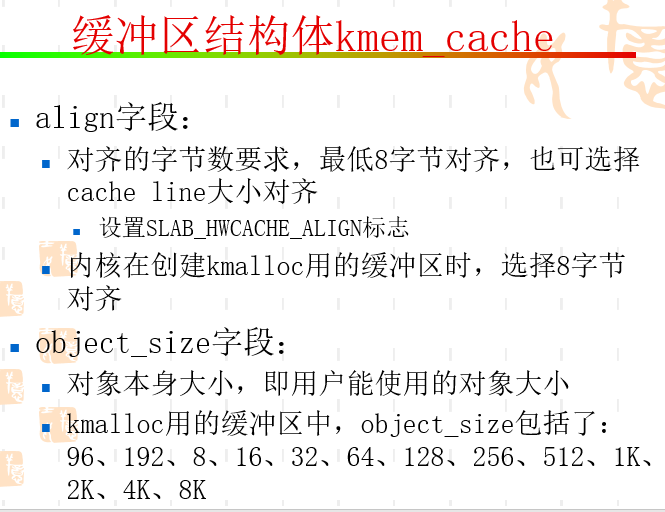 缓冲区结构体kmem_cache
align字段：
对齐的字节数要求，最低8字节对齐，也可选择
cache line大小对齐
设置SLAB_HWCACHE_ALIGN标志
内核在创建kmalloc用的缓冲区时，选择8字节
对齐
object_size字段：
对象本身大小，即用户能使用的对象大小
kmalloc用的缓冲区中，object_size包括了：
96、192、8、16、32、64、128、256、512、1K、
2K、4K、8K